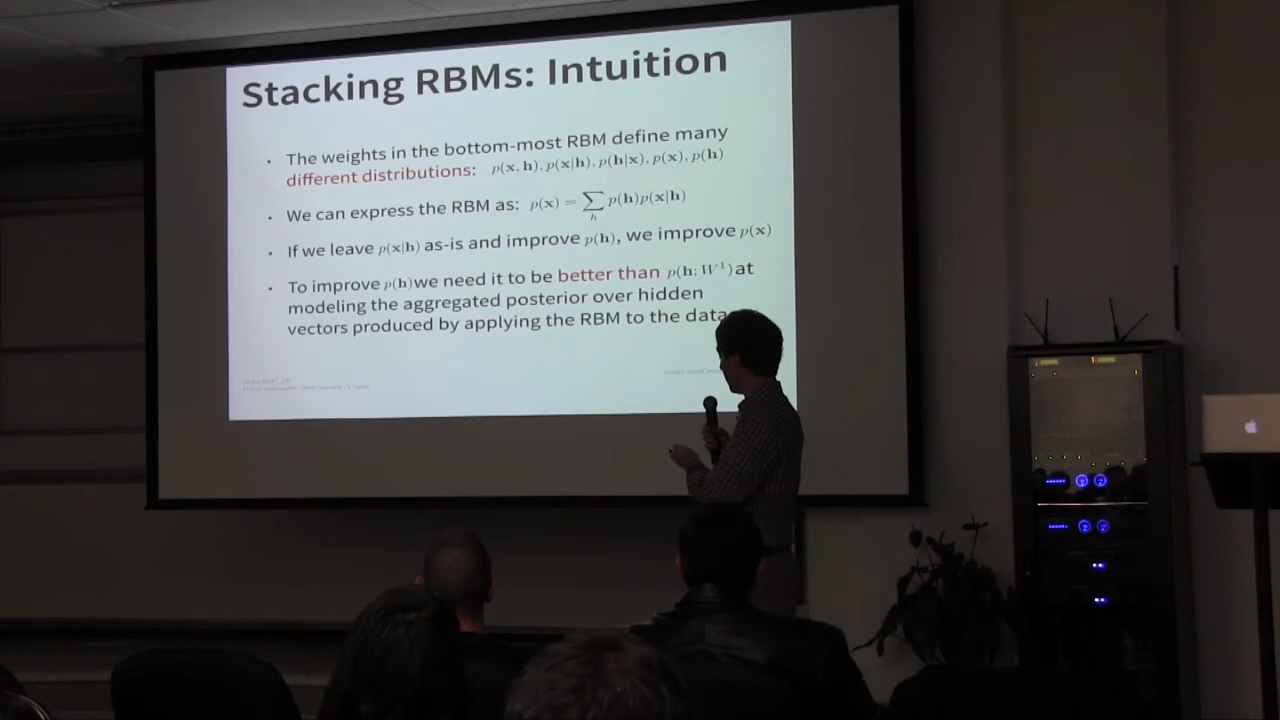 Stacking RBMs: Intuition
• The weights in the bottom-most RBM define many
different distributions: p(x, h), p(x|h), p(h|x), p(x), p(h)
• We can express the RBM as: p(x) = ∑_h p(h)p(x|h)
• If we leave p(x|h) as-is and improve p(h), we improve p(x)
• To improve p(h) we need it to be better than p(h; W¹) at
modeling the aggregated posterior over hidden
vectors produced by applying the RBM to the data